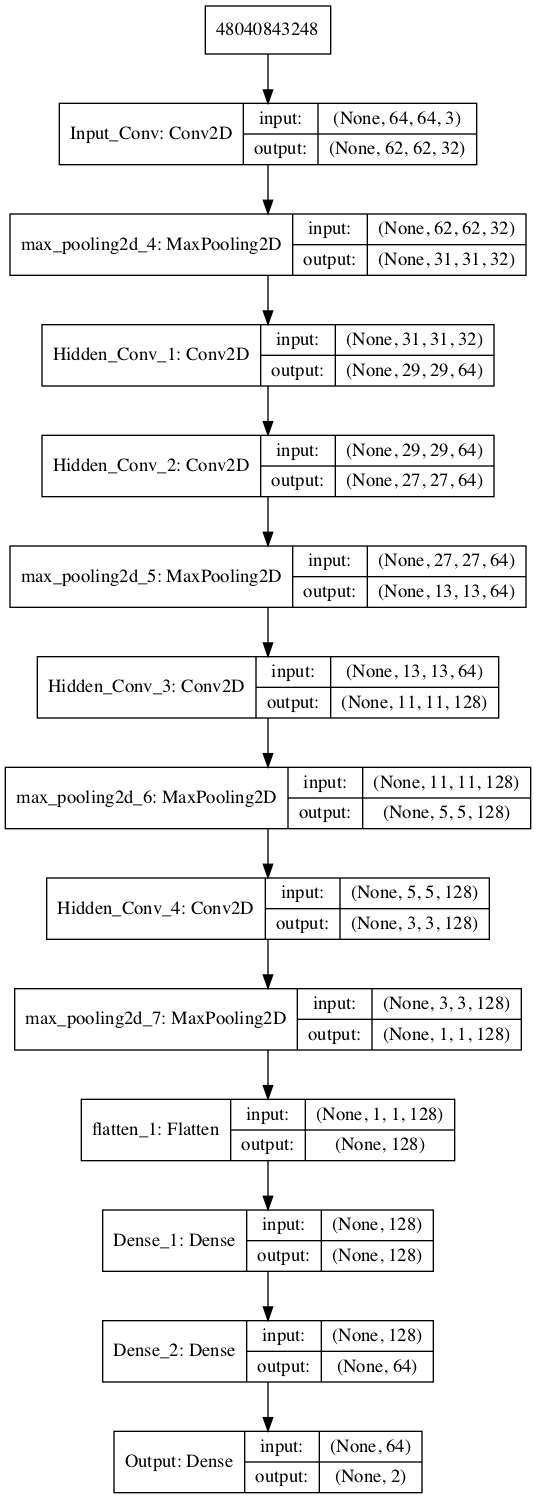 48040843248
Input_Conv: Conv2D input: (None, 64, 64, 3)
output: (None, 62, 62, 32)
max_pooling2d_4: MaxPooling2D input: (None, 62, 62, 32)
output: (None, 31, 31, 32)
Hidden_Conv_1: Conv2D input: (None, 31, 31, 32)
output: (None, 29, 29, 64)
Hidden_Conv_2: Conv2D input: (None, 29, 29, 64)
output: (None, 27, 27, 64)
max_pooling2d_5: MaxPooling2D input: (None, 27, 27, 64)
output: (None, 13, 13, 64)
Hidden_Conv_3: Conv2D input: (None, 13, 13, 64)
output: (None, 11, 11, 128)
max_pooling2d_6: MaxPooling2D input: (None, 11, 11, 128)
output: (None, 5, 5, 128)
Hidden_Conv_4: Conv2D input: (None, 5, 5, 128)
output: (None, 3, 3, 128)
max_pooling2d_7: MaxPooling2D input: (None, 3, 3, 128)
output: (None, 1, 1, 128)
flatten_1: Flatten input: (None, 1, 1, 128)
output: (None, 128)
Dense_1: Dense input: (None, 128)
output: (None, 128)
Dense_2: Dense input: (None, 128)
output: (None, 64)
Output: Dense input: (None, 64)
output: (None, 2)